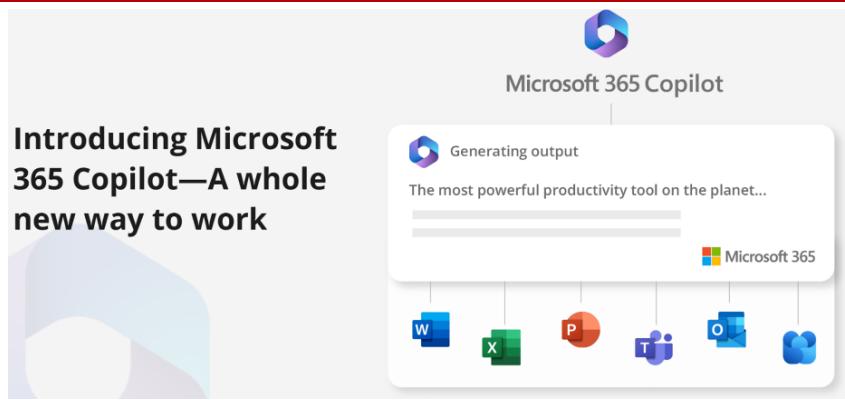 Microsoft 365 Copilot
Introducing Microsoft
365 Copilot—A whole
new way to work
Generating output
The most powerful productivity tool on the planet...
Microsoft 365
W
X
P
T
O